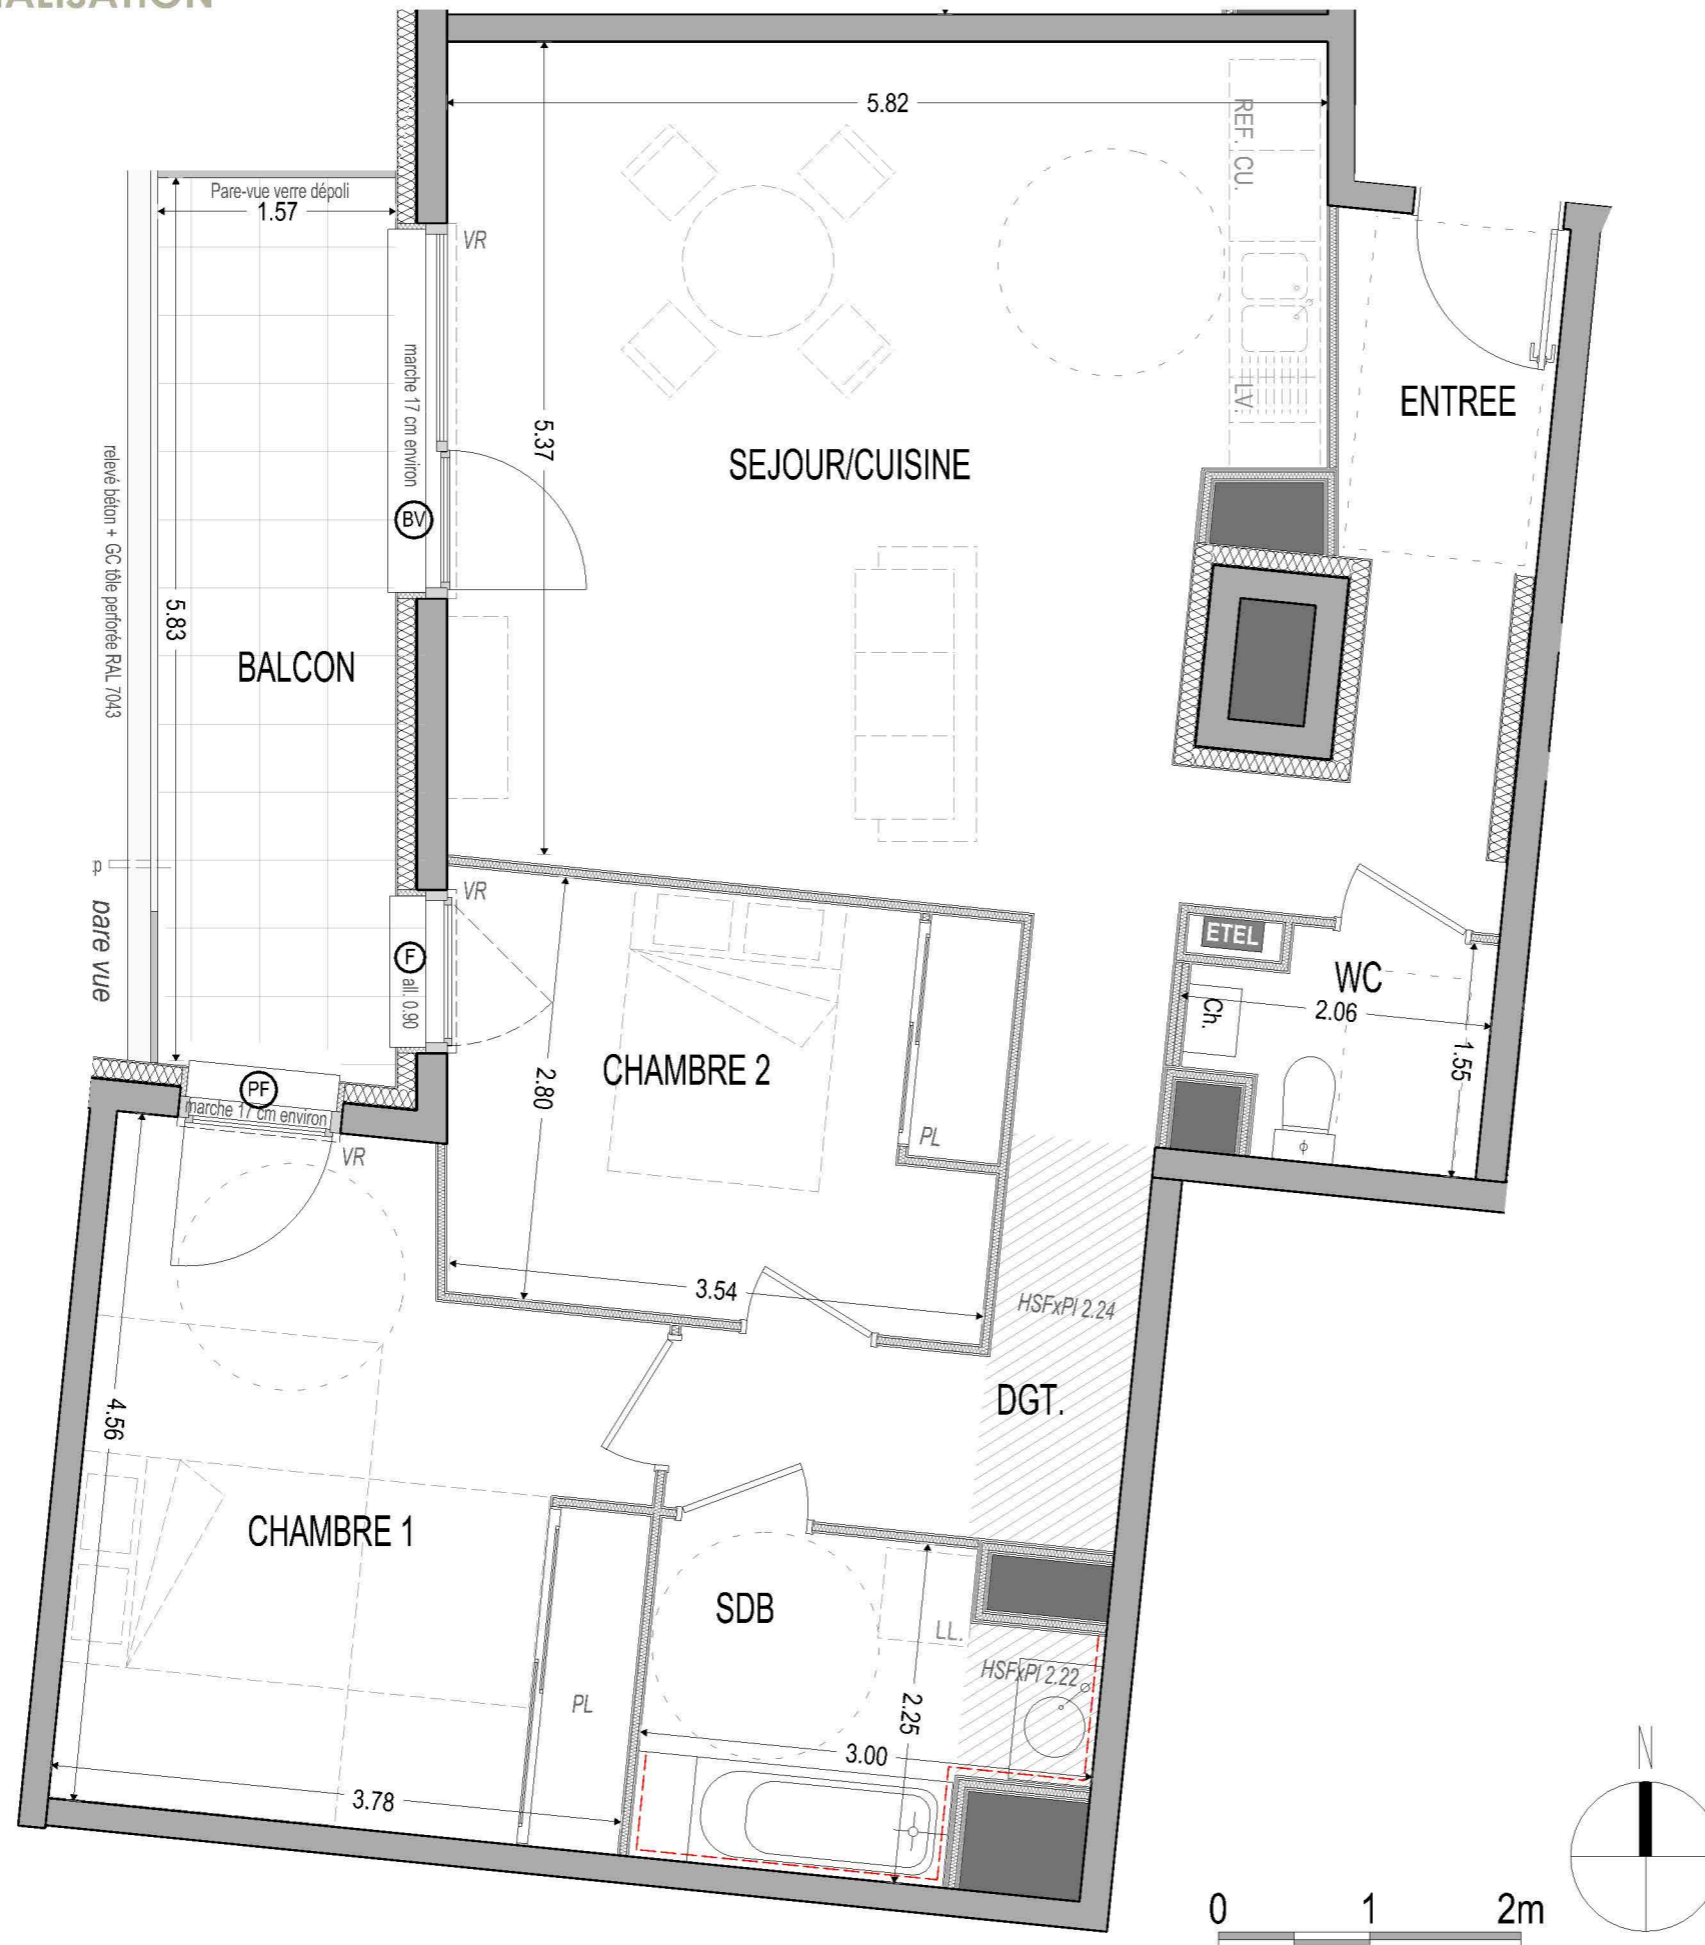 5.82
REF. CU.
Pare-vue verre dépoli
1.57
VR
marche 17 cm environ
ENTREE
5.37
LV.
SEJOUR/CUISINE
relevé béton + GC tôle perforée RAL 7043
BV
5.83
BALCON
p
pare vue
VR
F
all. 0.90
ETEL
WC
2.06
Ch.
1.55
CHAMBRE 2
2.80
PL
PF
marche 17 cm environ
VR
3.54
HSFxPl 2.24
4.56
DGT.
CHAMBRE 1
SDB
LL.
HSFxPl 2.22
PL
2.25
3.00
3.78
N
0 1 2m